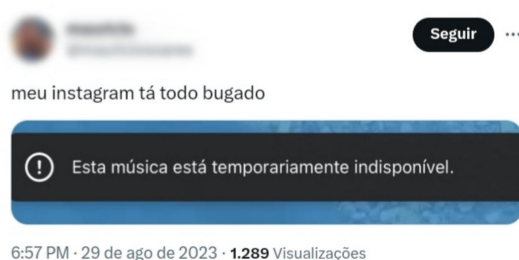 Seguir
meu instagram tá todo bugado
Esta música está temporariamente indisponível.
6:57 PM · 29 de ago de 2023 · 1.289 Visualizações